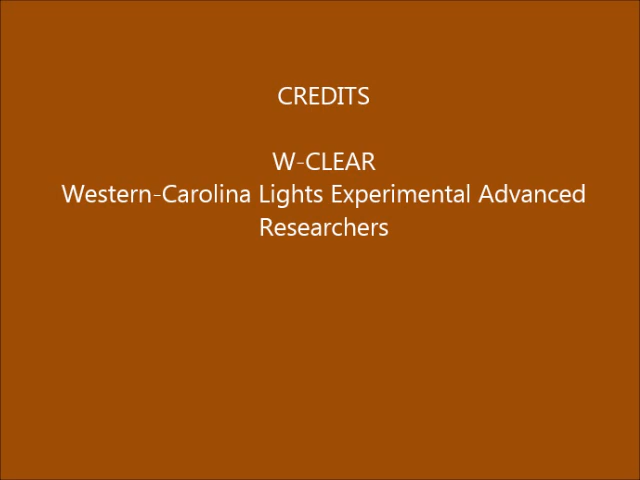 CREDITS
W-CLEAR
Western-Carolina Lights Experimental Advanced
Researchers